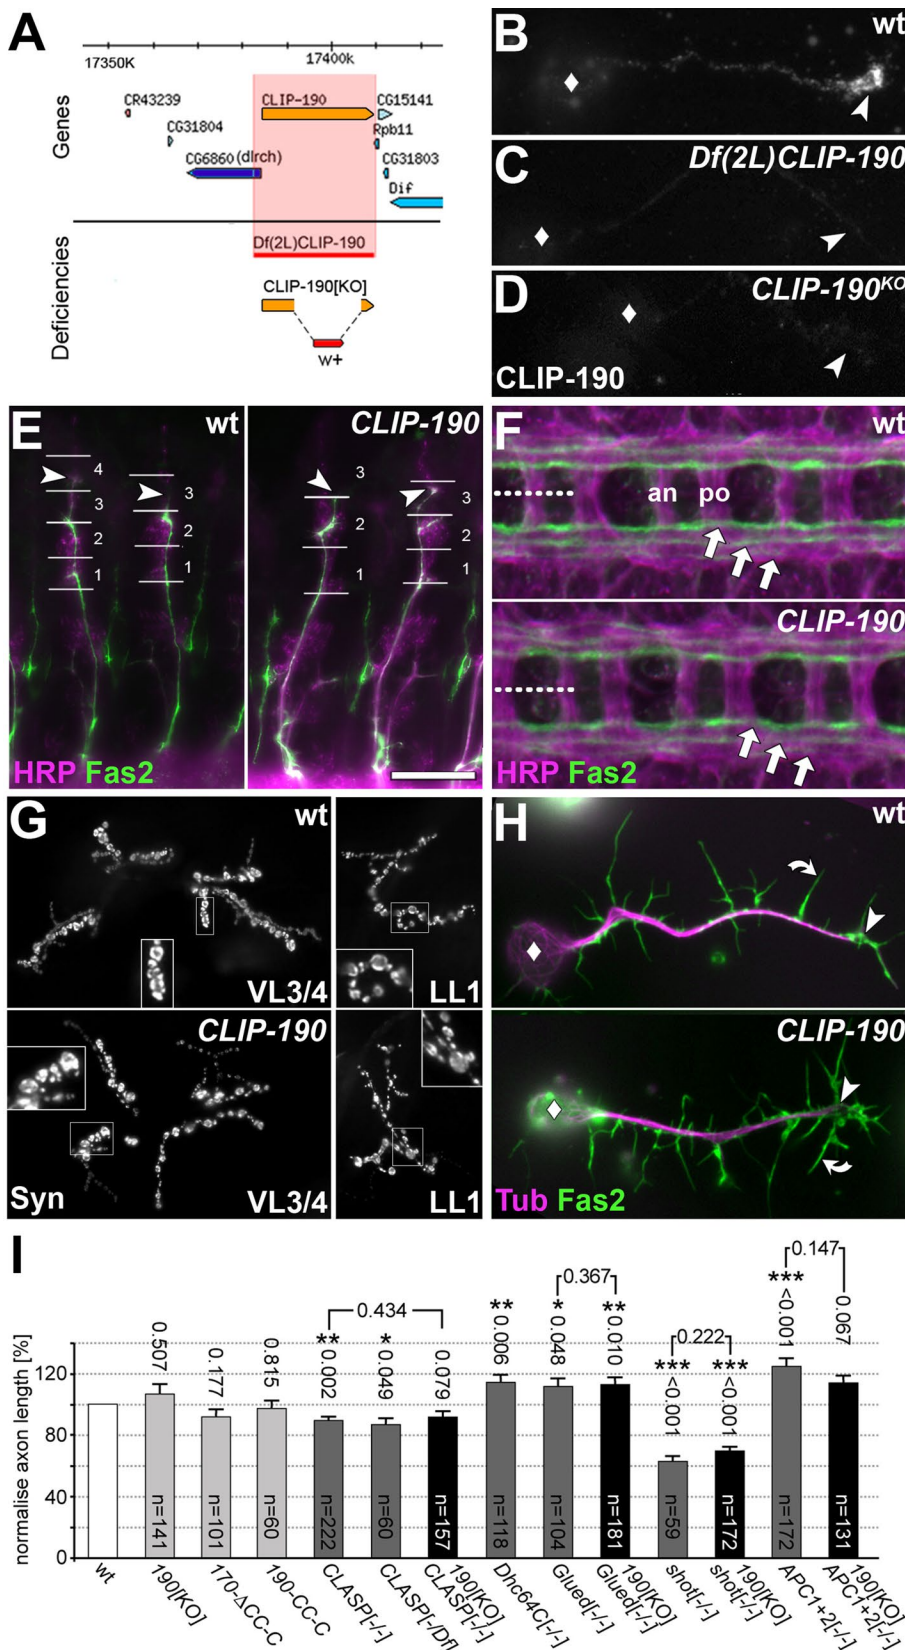 A
17350K
17400k
Genes
CR43239
CLIP-190
CG15141
CG31804
Rpb11
CG6860 (dlrch)
CG31803
Dif
Deficiencies
Df(2L)CLIP-190
CLIP-190[KO]
w+
B
wt
C
Df(2L)CLIP-190
D
CLIP-190KO
CLIP-190
E
wt
CLIP-190
4
3
2
1
3
2
1
3
2
1
3
2
1
HRP Fas2
F
wt
an po
CLIP-190
HRP Fas2
G
wt
VL3/4
LL1
CLIP-190
Syn
VL3/4
LL1
H
wt
CLIP-190
Tub Fas2
I
normalise axon length [%]
120
80
40
0
0.507
0.177
0.815
0.434
** 0.002
* 0.049
0.079
** 0.006
0.367
* 0.048
** 0.010
0.222
*** <0.001
*** <0.001
0.147
*** <0.001
0.067
n=141
n=101
n=60
n=222
n=60
n=157
n=118
n=104
n=181
n=59
n=172
n=172
n=131
wt
190[KO]
170-ΔCC-C
190-CC-C
CLASP[-/-]
CLASP[-/Df]
190[KO]
CLASP[-/-]
Dhc64C[-/-]
Glued[-/-]
190[KO]
Glued[-/-]
shot[-/-]
190[KO]
shot[-/-]
APC1+2[-/-]
190[KO]
APC1+2[-/-]